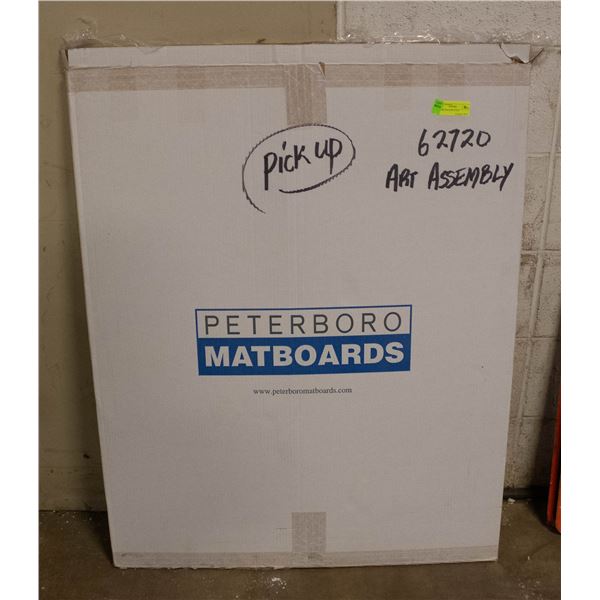 Pick up
62720
ART ASSEMBLY
PETERBORO
MATBOARDS
www.peterboromatboards.com